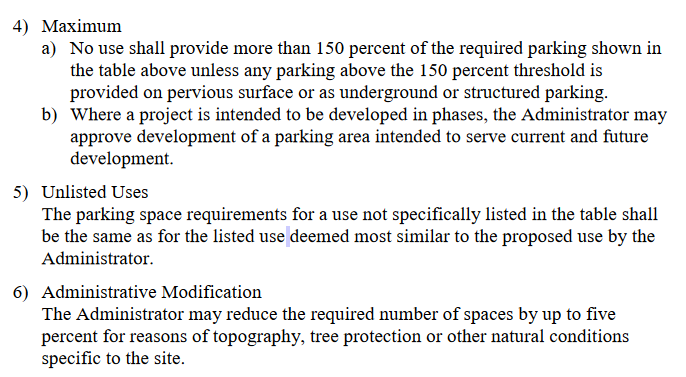 4) Maximum
a) No use shall provide more than 150 percent of the required parking shown in
the table above unless any parking above the 150 percent threshold is
provided on pervious surface or as underground or structured parking.
b) Where a project is intended to be developed in phases, the Administrator may
approve development of a parking area intended to serve current and future
development.
5) Unlisted Uses
The parking space requirements for a use not specifically listed in the table shall
be the same as for the listed use deemed most similar to the proposed use by the
Administrator.
6) Administrative Modification
The Administrator may reduce the required number of spaces by up to five
percent for reasons of topography, tree protection or other natural conditions
specific to the site.